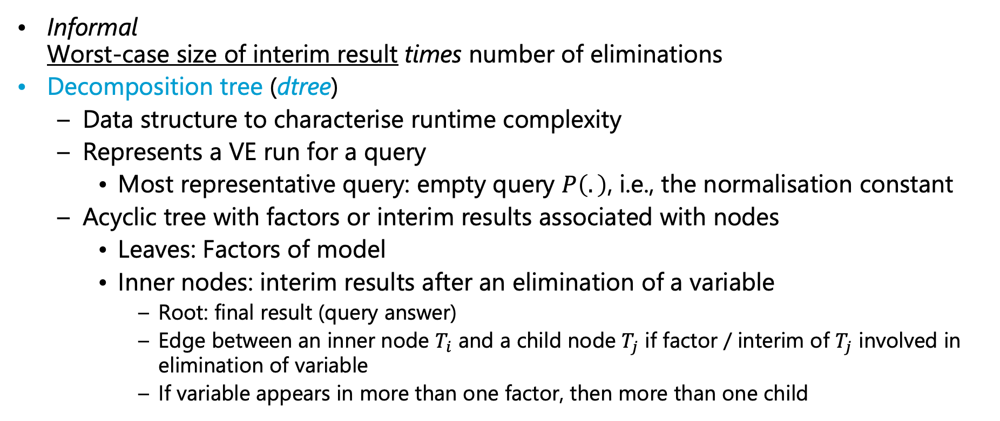 • Informal
Worst-case size of interim result times number of eliminations
• Decomposition tree (dtree)
– Data structure to characterise runtime complexity
– Represents a VE run for a query
• Most representative query: empty query P(.), i.e., the normalisation constant
– Acyclic tree with factors or interim results associated with nodes
• Leaves: Factors of model
• Inner nodes: interim results after an elimination of a variable
– Root: final result (query answer)
– Edge between an inner node Tᵢ and a child node Tⱼ if factor / interim of Tⱼ involved in
elimination of variable
– If variable appears in more than one factor, then more than one child